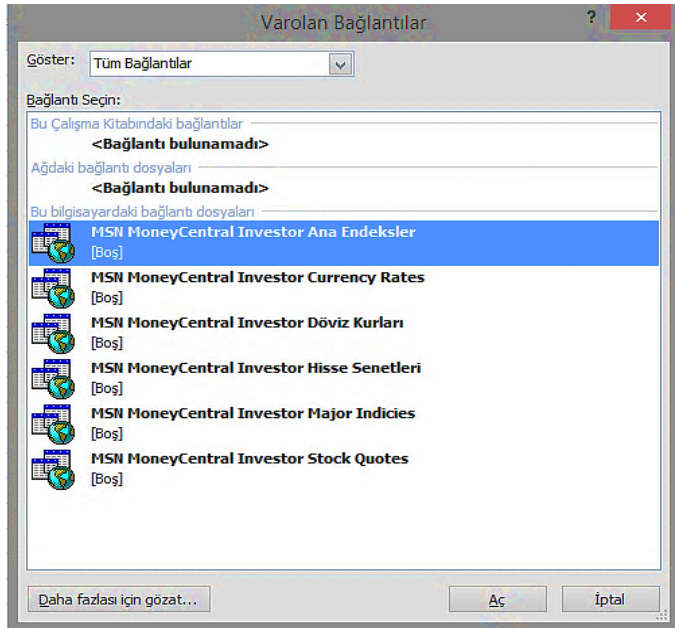 Varolan Bağlantılar
?
Göster:
Tüm Bağlantılar
Bağlantı Seçin:
Bu Çalışma Kitabındaki bağlantılar
<Bağlantı bulunamadı>
Ağdaki bağlantı dosyaları
<Bağlantı bulunamadı>
Bu bilgisayardaki bağlantı dosyaları
MSN MoneyCentral Investor Ana Endeksler
[Boş]
MSN MoneyCentral Investor Currency Rates
[Boş]
MSN MoneyCentral Investor Döviz Kurları
[Boş]
MSN MoneyCentral Investor Hisse Senetleri
[Boş]
MSN MoneyCentral Investor Major Indicies
[Boş]
MSN MoneyCentral Investor Stock Quotes
[Boş]
Daha fazlası için gözat...
Aç
İptal